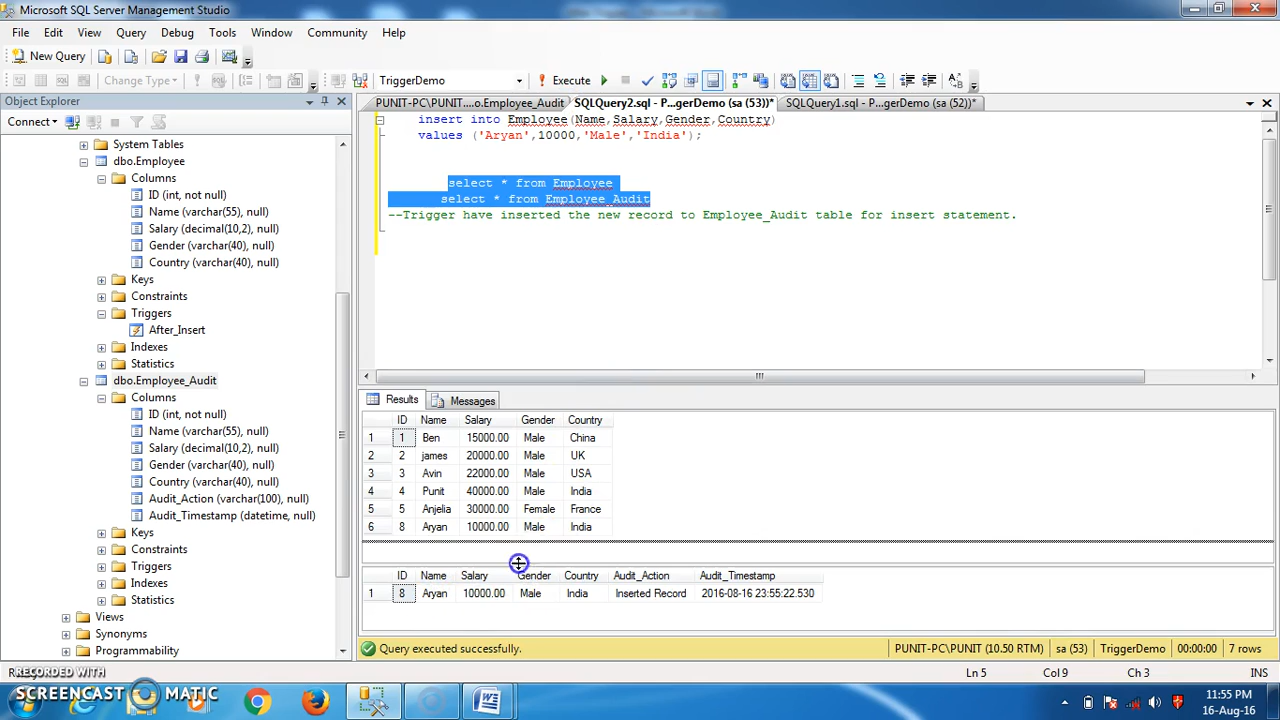 Microsoft SQL Server Management Studio
File Edit View Query Debug Tools Window Community Help
New Query
Change Type
TriggerDemo
Execute
Object Explorer
PUNIT-PC\PUNIT....o.Employee_Audit
SQLQuery2.sql - P...gerDemo (sa (53))*
SQLQuery1.sql - P...gerDemo (sa (52))*
Connect
System Tables
dbo.Employee
Columns
ID (int, not null)
Name (varchar(55), null)
Salary (decimal(10,2), null)
Gender (varchar(40), null)
Country (varchar(40), null)
Keys
Constraints
Triggers
After_Insert
Indexes
Statistics
dbo.Employee_Audit
Columns
ID (int, not null)
Name (varchar(55), null)
Salary (decimal(10,2), null)
Gender (varchar(40), null)
Country (varchar(40), null)
Audit_Action (varchar(100), null)
Audit_Timestamp (datetime, null)
Keys
Constraints
Triggers
Indexes
Statistics
Views
Synonyms
Programmability
insert into Employee(Name,Salary,Gender,Country)
values ('Aryan',10000,'Male','India');
select * from Employee
select * from Employee_Audit
--Trigger have inserted the new record to Employee_Audit table for insert statement.
Results Messages
ID Name Salary Gender Country
1 1 Ben 15000.00 Male China
2 2 james 20000.00 Male UK
3 3 Avin 22000.00 Male USA
4 4 Punit 40000.00 Male India
5 5 Anjelia 30000.00 Female France
6 8 Aryan 10000.00 Male India
ID Name Salary Gender Country Audit_Action Audit_Timestamp
1 8 Aryan 10000.00 Male India Inserted Record 2016-08-16 23:55:22.530
Query executed successfully. PUNIT-PC\PUNIT (10.50 RTM) sa (53) TriggerDemo 00:00:00 7 rows
Ln 5 Col 9 Ch 3 INS
RECORDED WITH
SCREENCAST MATIC
11:55 PM
16-Aug-16